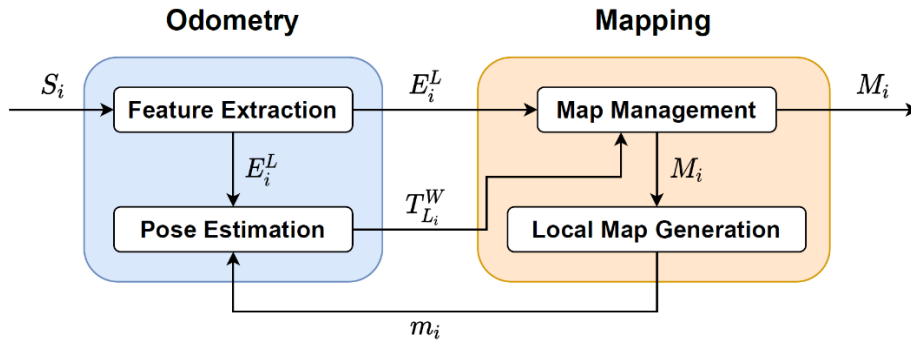 Odometry Mapping
S_i E_i^L M_i
Feature Extraction Map Management
E_i^L M_i
T_{L_i}^W
Pose Estimation Local Map Generation
m_i